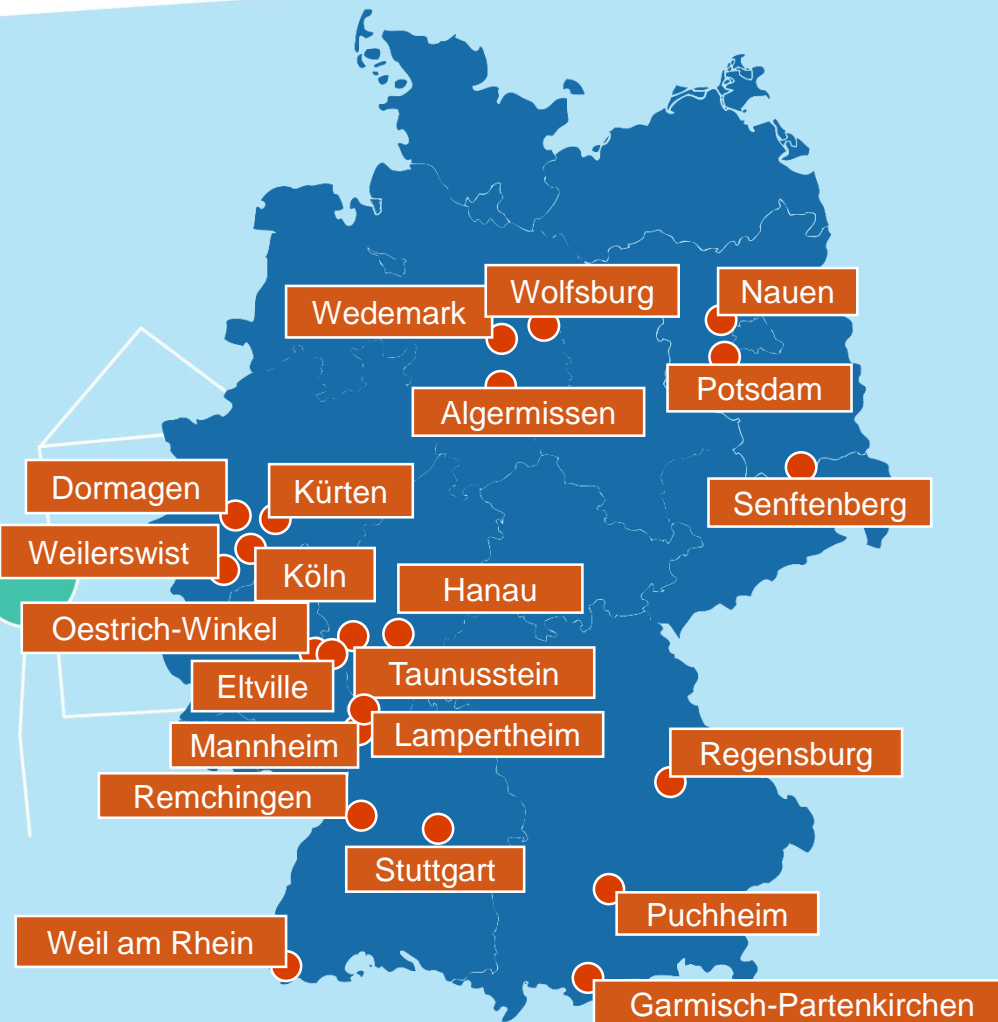 Wolfsburg
Nauen
Wedemark
Potsdam
Algermissen
Dormagen
Kürten
Senftenberg
Weilerswist
Köln
Hanau
Oestrich-Winkel
Taunusstein
Eltville
Lampertheim
Mannheim
Regensburg
Remchingen
Stuttgart
Puchheim
Weil am Rhein
Garmisch-Partenkirchen